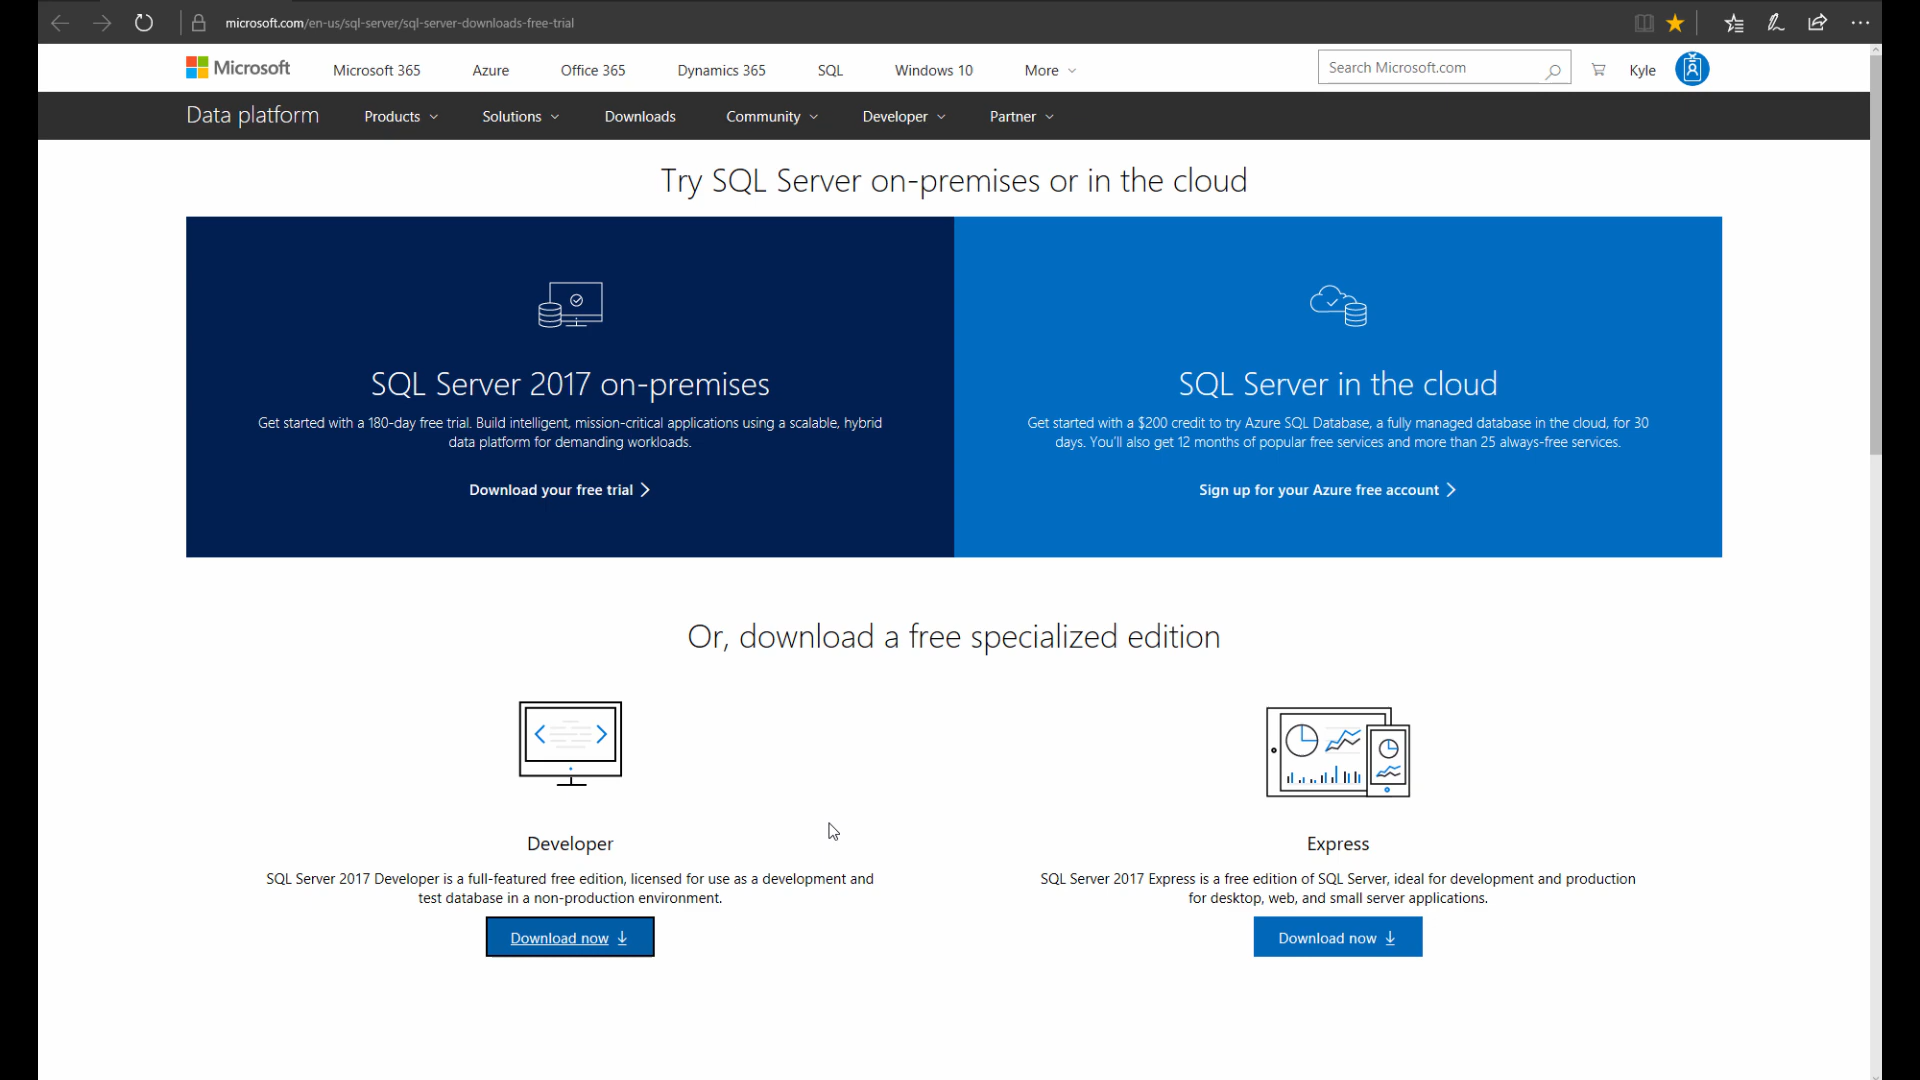 microsoft.com/en-us/sql-server/sql-server-downloads-free-trial
Microsoft Microsoft 365 Azure Office 365 Dynamics 365 SQL Windows 10 More Search Microsoft.com Kyle
Data platform Products Solutions Downloads Community Developer Partner
Try SQL Server on-premises or in the cloud
SQL Server 2017 on-premises
Get started with a 180-day free trial. Build intelligent, mission-critical applications using a scalable, hybrid
data platform for demanding workloads.
Download your free trial
SQL Server in the cloud
Get started with a $200 credit to try Azure SQL Database, a fully managed database in the cloud, for 30
days. You'll also get 12 months of popular free services and more than 25 always-free services.
Sign up for your Azure free account
Or, download a free specialized edition
Developer
SQL Server 2017 Developer is a full-featured free edition, licensed for use as a development and
test database in a non-production environment.
Download now
Express
SQL Server 2017 Express is a free edition of SQL Server, ideal for development and production
for desktop, web, and small server applications.
Download now